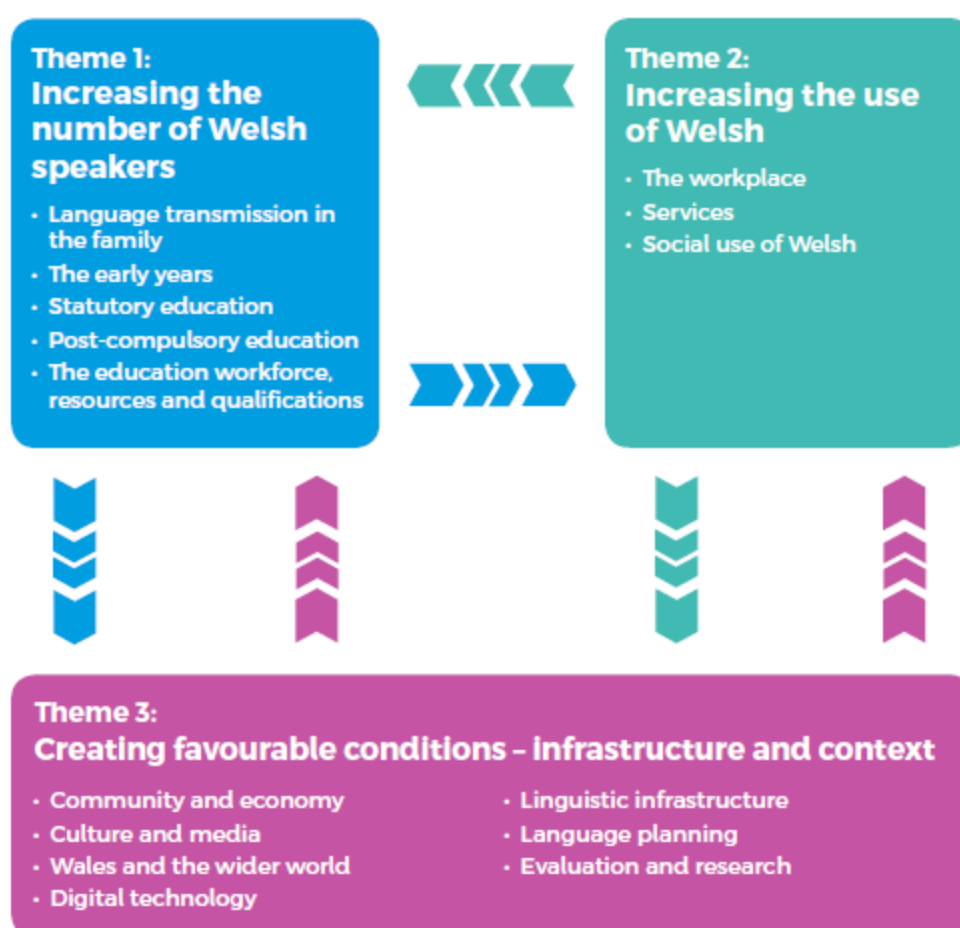 Theme 1:
Increasing the
number of Welsh
speakers
• Language transmission in
the family
• The early years
• Statutory education
• Post-compulsory education
• The education workforce,
resources and qualifications
Theme 2:
Increasing the use
of Welsh
• The workplace
• Services
• Social use of Welsh
Theme 3:
Creating favourable conditions – infrastructure and context
• Community and economy
• Culture and media
• Wales and the wider world
• Digital technology
• Linguistic infrastructure
• Language planning
• Evaluation and research